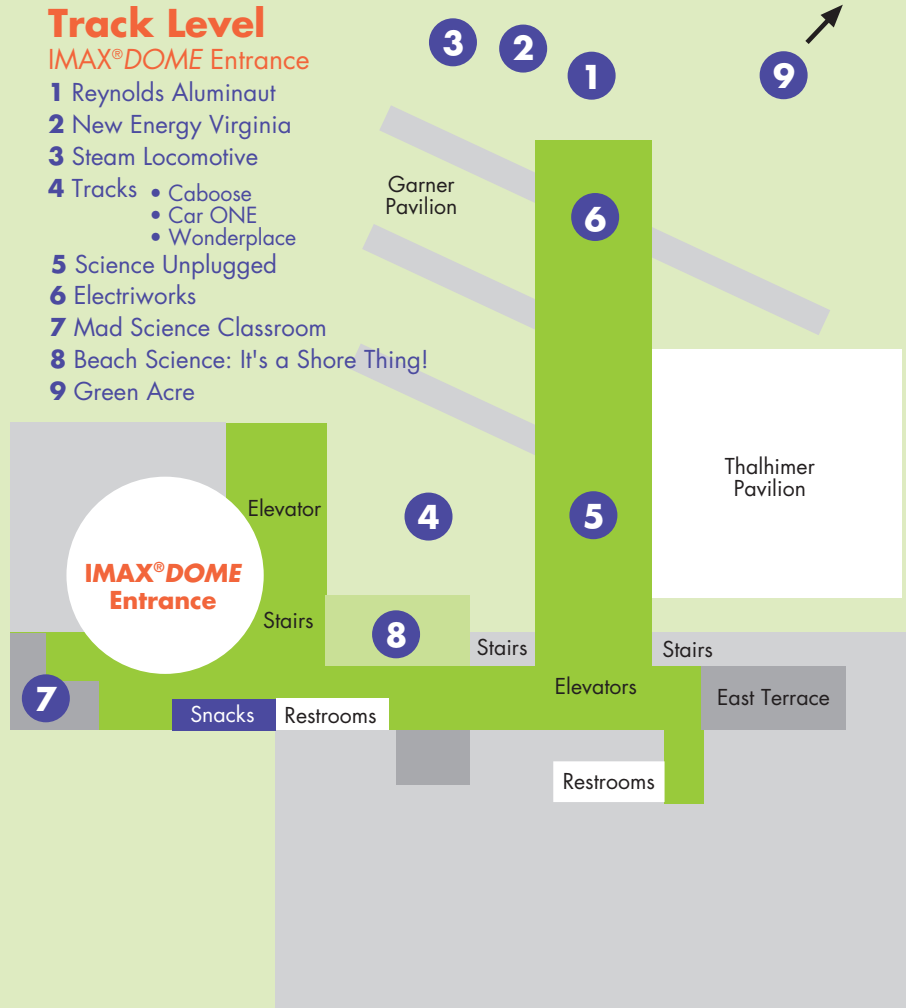 Track Level
IMAX®DOME Entrance
1 Reynolds Aluminaut
2 New Energy Virginia
3 Steam Locomotive
4 Tracks • Caboose
• Car ONE
• Wonderplace
5 Science Unplugged
6 Electriworks
7 Mad Science Classroom
8 Beach Science: It's a Shore Thing!
9 Green Acre
3
2
1
9
Garner
Pavilion
6
Thalhimer
Pavilion
Elevator
4
5
IMAX®DOME
Entrance
Stairs
8
Stairs
Stairs
7
Elevators
East Terrace
Snacks
Restrooms
Restrooms